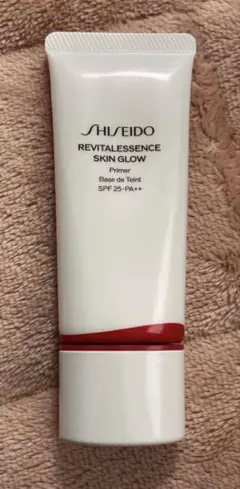 SHISEIDO
REVITALESSENCE
SKIN GLOW
Primer
Base de Teint
SPF 25・PA++